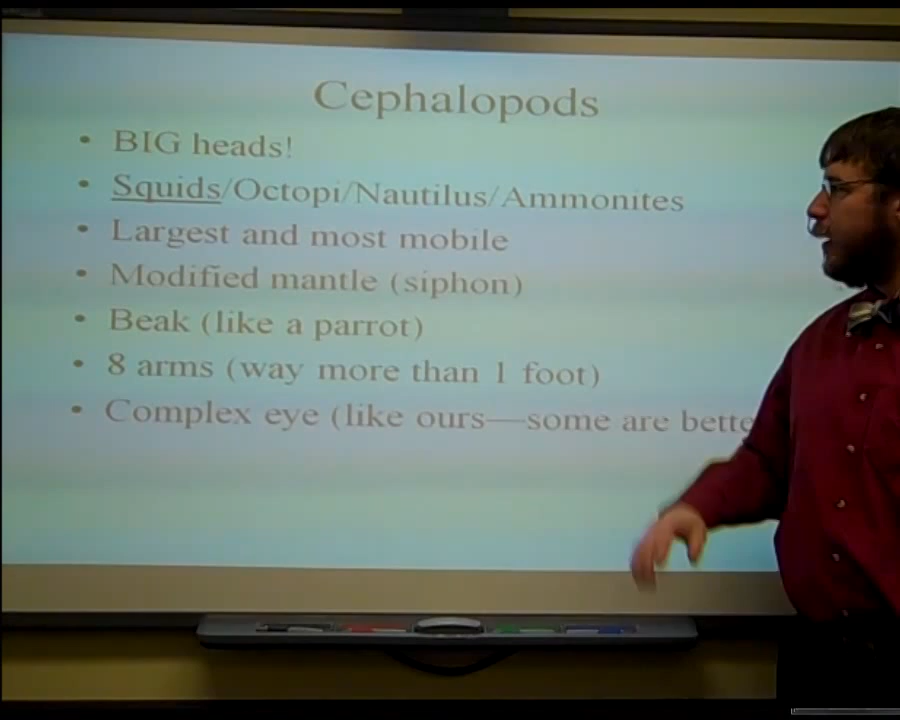 Cephalopods
• BIG heads!
• Squids/Octopi/Nautilus/Ammonites
• Largest and most mobile
• Modified mantle (siphon)
• Beak (like a parrot)
• 8 arms (way more than 1 foot)
• Complex eye (like ours—some are bette